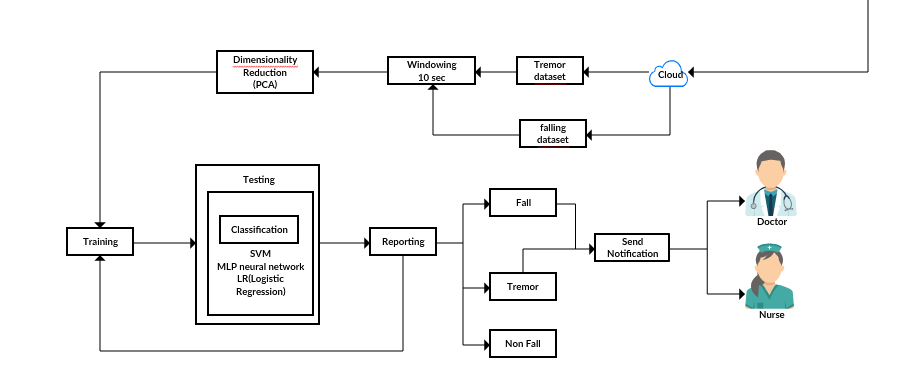 Dimensionality
Reduction
(PCA)
Windowing
10 sec
Tremor
dataset
Cloud
falling
dataset
Testing
Classification
SVM
MLP neural network
LR(Logistic
Regression)
Training
Reporting
Fall
Tremor
Non Fall
Send
Notification
Doctor
Nurse